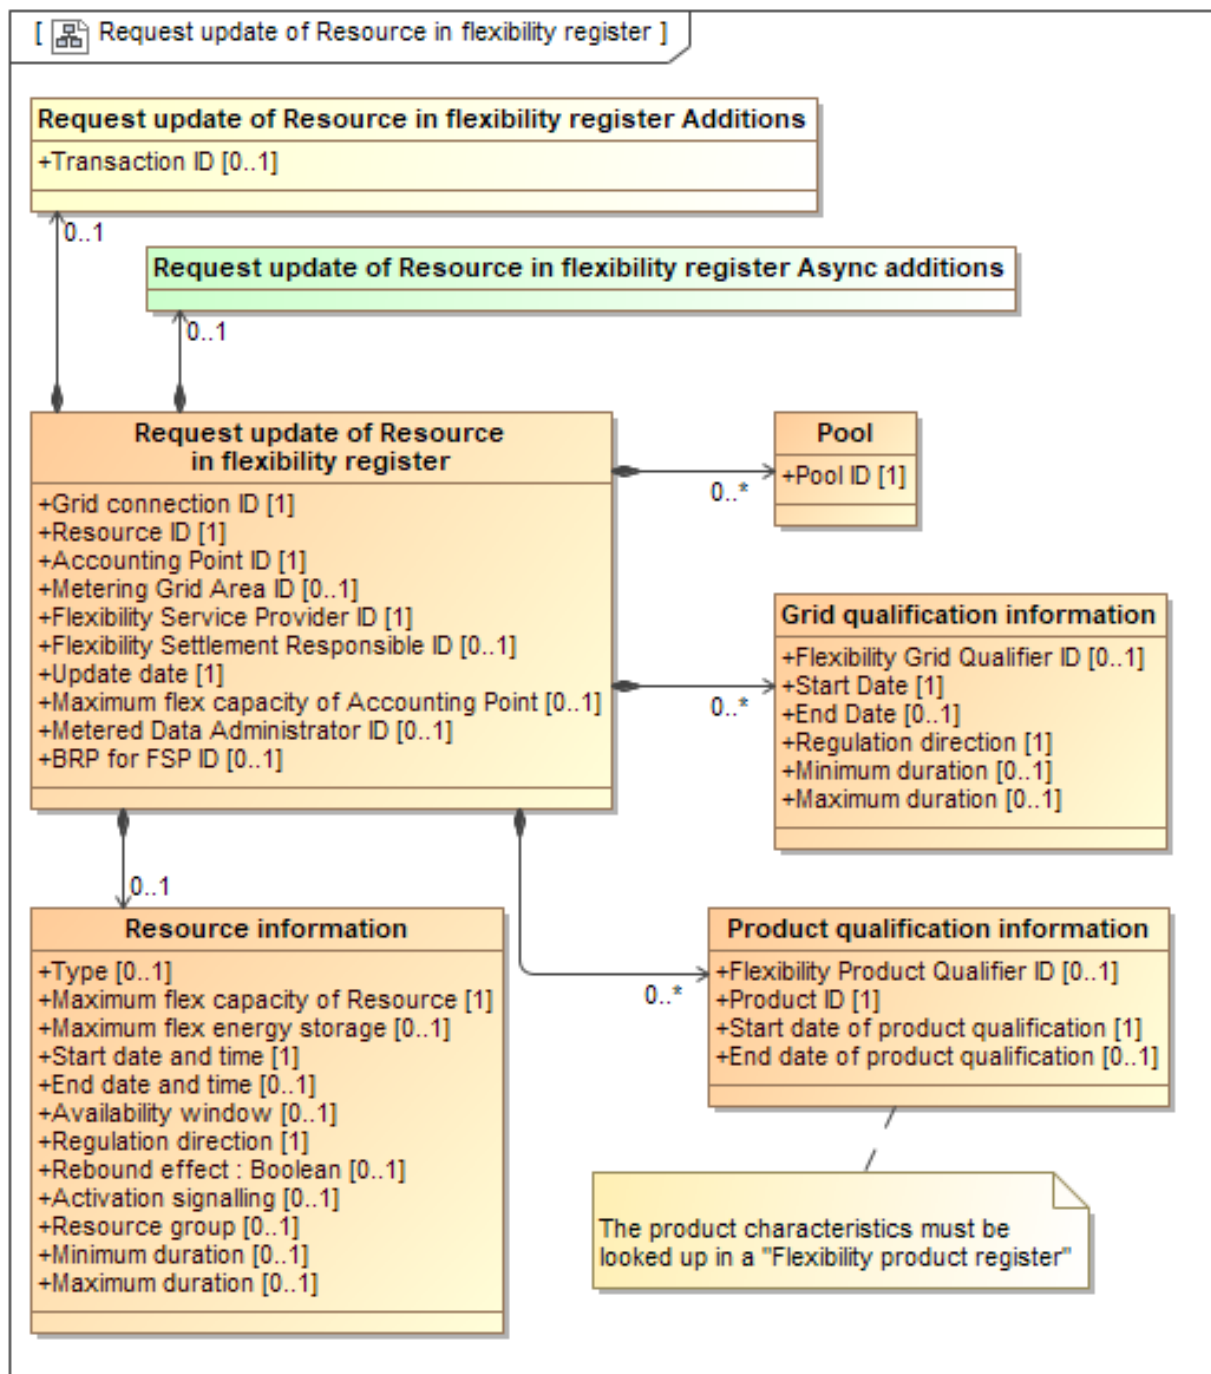 [ Request update of Resource in flexibility register ]
Request update of Resource in flexibility register Additions
+Transaction ID [0..1]
0..1
Request update of Resource in flexibility register Async additions
0..1
Request update of Resource
in flexibility register
+Grid connection ID [1]
+Resource ID [1]
+Accounting Point ID [1]
+Metering Grid Area ID [0..1]
+Flexibility Service Provider ID [1]
+Flexibility Settlement Responsible ID [0..1]
+Update date [1]
+Maximum flex capacity of Accounting Point [0..1]
+Metered Data Administrator ID [0..1]
+BRP for FSP ID [0..1]
0..*
Pool
+Pool ID [1]
0..*
Grid qualification information
+Flexibility Grid Qualifier ID [0..1]
+Start Date [1]
+End Date [0..1]
+Regulation direction [1]
+Minimum duration [0..1]
+Maximum duration [0..1]
0..1
Resource information
+Type [0..1]
+Maximum flex capacity of Resource [1]
+Maximum flex energy storage [0..1]
+Start date and time [1]
+End date and time [0..1]
+Availability window [0..1]
+Regulation direction [1]
+Rebound effect : Boolean [0..1]
+Activation signalling [0..1]
+Resource group [0..1]
+Minimum duration [0..1]
+Maximum duration [0..1]
0..*
Product qualification information
+Flexibility Product Qualifier ID [0..1]
+Product ID [1]
+Start date of product qualification [1]
+End date of product qualification [0..1]
The product characteristics must be
looked up in a "Flexibility product register"